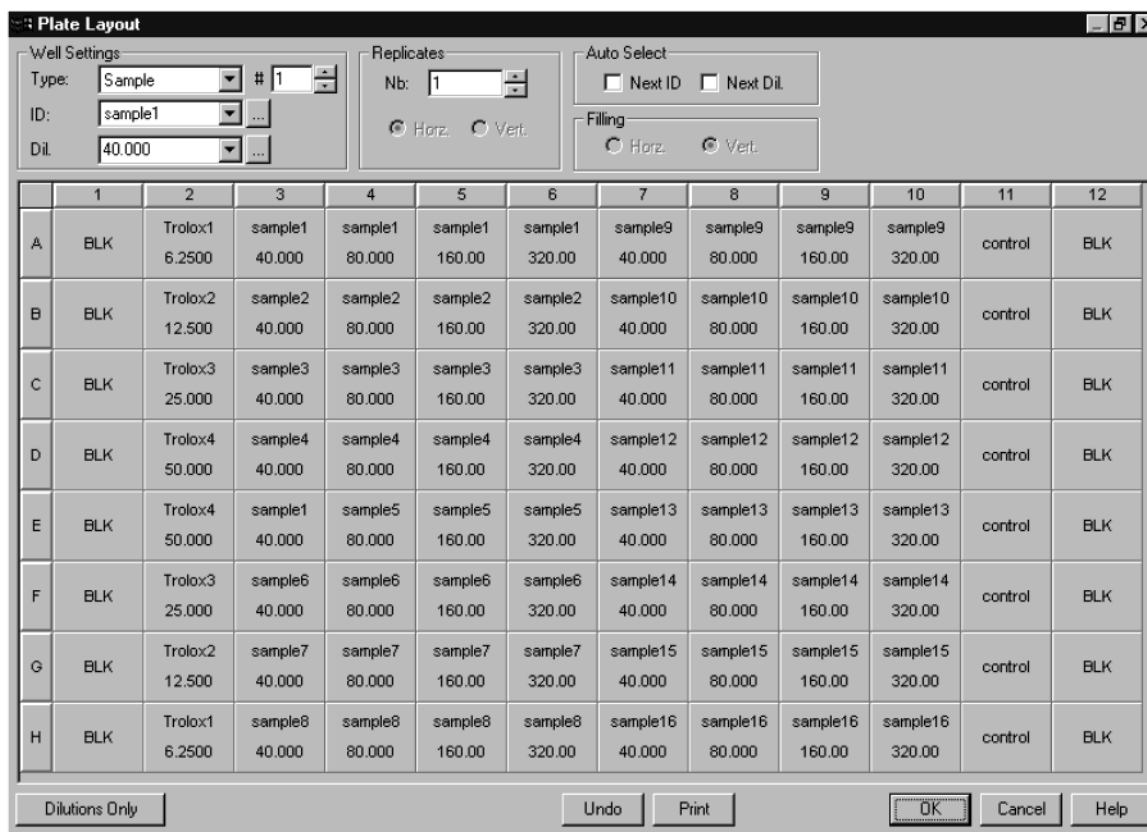 Plate Layout
Well Settings
Type: Sample # 1
ID: sample1 ...
Dil. 40.000 ...
Replicates
Nb: 1
Horz. Vert.
Auto Select
Next ID Next Dil.
Filling
Horz. Vert.
1 2 3 4 5 6 7 8 9 10 11 12
A BLK Trolox1 sample1 sample1 sample1 sample1 sample9 sample9 sample9 sample9 control BLK
6.2500 40.000 80.000 160.00 320.00 40.000 80.000 160.00 320.00
B BLK Trolox2 sample2 sample2 sample2 sample2 sample10 sample10 sample10 sample10 control BLK
12.500 40.000 80.000 160.00 320.00 40.000 80.000 160.00 320.00
C BLK Trolox3 sample3 sample3 sample3 sample3 sample11 sample11 sample11 sample11 control BLK
25.000 40.000 80.000 160.00 320.00 40.000 80.000 160.00 320.00
D BLK Trolox4 sample4 sample4 sample4 sample4 sample12 sample12 sample12 sample12 control BLK
50.000 40.000 80.000 160.00 320.00 40.000 80.000 160.00 320.00
E BLK Trolox4 sample1 sample5 sample5 sample5 sample13 sample13 sample13 sample13 control BLK
50.000 40.000 80.000 160.00 320.00 40.000 80.000 160.00 320.00
F BLK Trolox3 sample6 sample6 sample6 sample6 sample14 sample14 sample14 sample14 control BLK
25.000 40.000 80.000 160.00 320.00 40.000 80.000 160.00 320.00
G BLK Trolox2 sample7 sample7 sample7 sample7 sample15 sample15 sample15 sample15 control BLK
12.500 40.000 80.000 160.00 320.00 40.000 80.000 160.00 320.00
H BLK Trolox1 sample8 sample8 sample8 sample8 sample16 sample16 sample16 sample16 control BLK
6.2500 40.000 80.000 160.00 320.00 40.000 80.000 160.00 320.00
Dilutions Only Undo Print OK Cancel Help